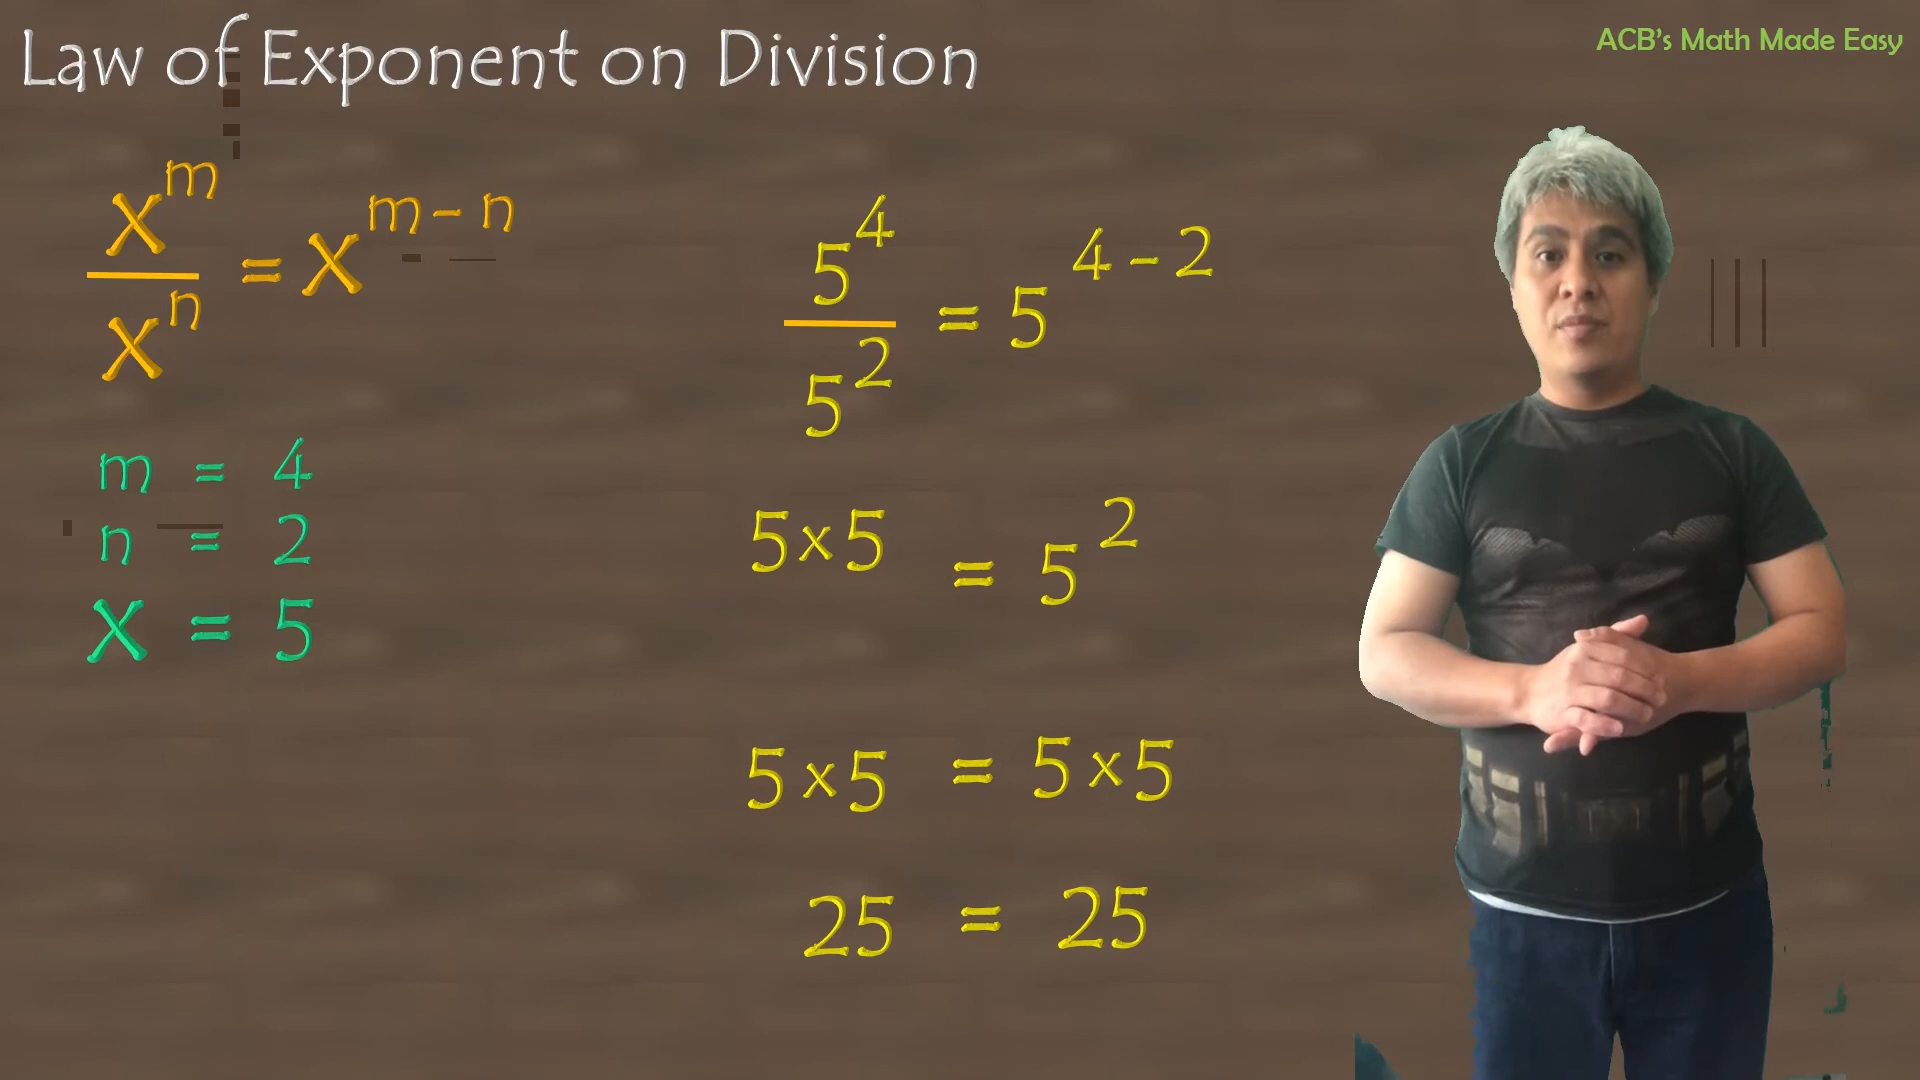 Law of Exponent on Division
ACB's Math Made Easy
x^m / x^n = x^(m - n)
m = 4
n = 2
x = 5
5^4 / 5^2 = 5^(4 - 2)
5 x 5 = 5^2
5 x 5 = 5 x 5
25 = 25